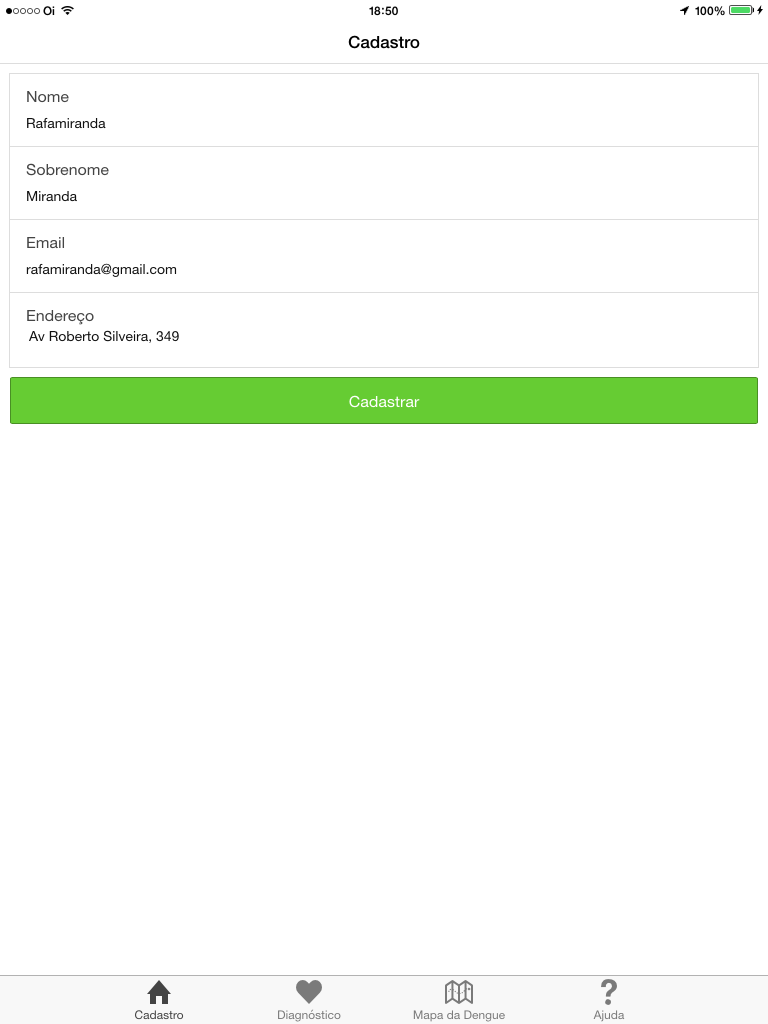 Oi 18:50 100%
Cadastro
Nome
Rafamiranda
Sobrenome
Miranda
Email
rafamiranda@gmail.com
Endereço
Av Roberto Silveira, 349
Cadastrar
Cadastro Diagnóstico Mapa da Dengue Ajuda